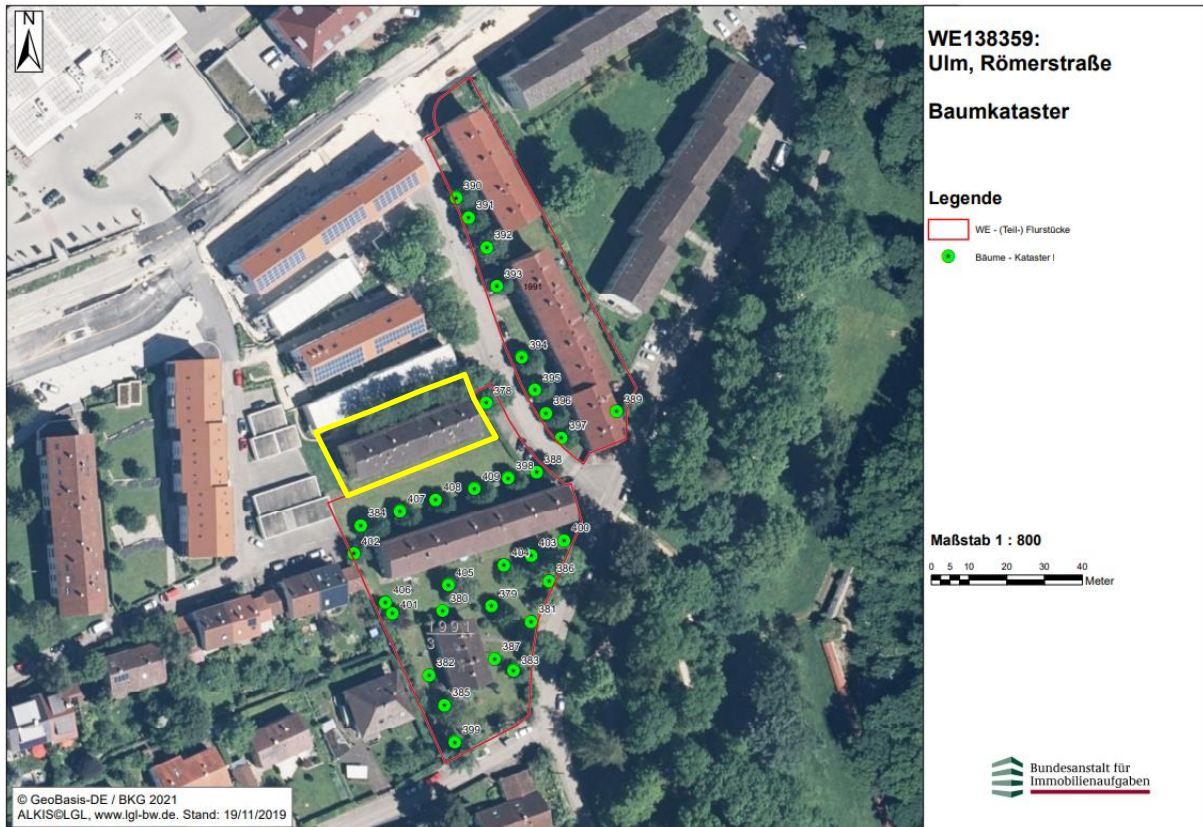 N
WE138359:
Ulm, Römerstraße
Baumkataster
Legende
WE - (Teil-) Flurstücke
Bäume - Kataster
390
391
392
393
1991
394
395
396
378
389
397
388
398
409
408
407
384
402
400
403
404
386
405
379
406
380
401
381
1991
3
387
383
382
385
399
Maßstab 1 : 800
0 5 10 20 30 40
Meter
Bundesanstalt für
Immobilienaufgaben
© GeoBasis-DE / BKG 2021
ALKIS©LGL, www.lgl-bw.de. Stand: 19/11/2019